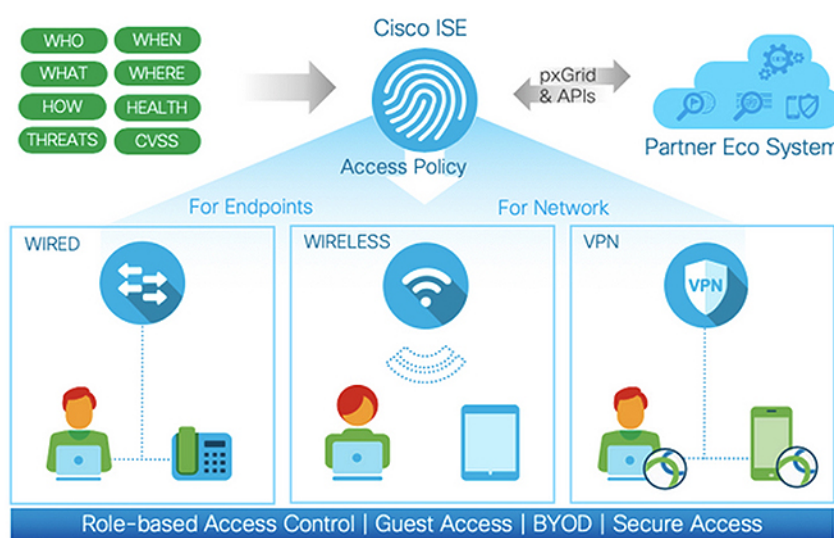 Cisco ISE
WHO
WHEN
WHAT
WHERE
HOW
HEALTH
THREATS
CVSS
pxGrid
& APIs
Partner Eco System
Access Policy
For Endpoints
For Network
WIRED
WIRELESS
VPN
VPN
Role-based Access Control | Guest Access | BYOD | Secure Access